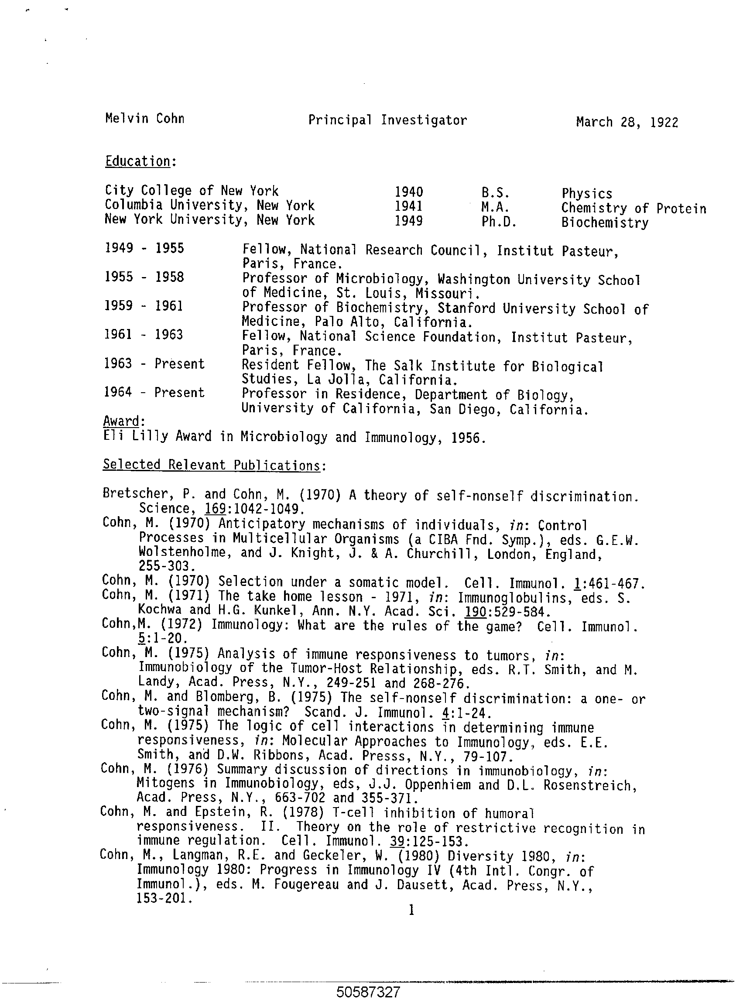 Melvin Cohn Principal Investigator March 28, 1922
Education:
City College of New York 1940 B.S. Physics
Columbia University, New York 1941 M.A. Chemistry of Protein
New York University, New York 1949 Ph.D. Biochemistry
1949 - 1955 Fellow, National Research Council, Institut Pasteur,
Paris, France.
1955 - 1958 Professor of Microbiology, Washington University School
of Medicine, St. Louis, Missouri.
1959 - 1961 Professor of Biochemistry, Stanford University School of
Medicine, Palo Alto, California.
1961 - 1963 Fellow, National Science Foundation, Institut Pasteur,
Paris, France.
1963 - Present Resident Fellow, The Salk Institute for Biological
Studies, La Jolla, California.
1964 - Present Professor in Residence, Department of Biology,
University of California, San Diego, California.
Award:
Eli Lilly Award in Microbiology and Immunology, 1956.
Selected Relevant Publications:
Bretscher, P. and Cohn, M. (1970) A theory of self-nonself discrimination.
Science, 169:1042-1049.
Cohn, M. (1970) Anticipatory mechanisms of individuals, in: Control
Processes in Multicellular Organisms (a CIBA Fnd. Symp.), eds. G.E.W.
Wolstenholme, and J. Knight, J. & A. Churchill, London, England,
255-303.
Cohn, M. (1970) Selection under a somatic model. Cell. Immunol. 1:461-467.
Cohn, M. (1971) The take home lesson - 1971, in: Immunoglobulins, eds. S.
Kochwa and H.G. Kunkel, Ann. N.Y. Acad. Sci. 190:529-584.
Cohn,M. (1972) Immunology: What are the rules of the game? Cell. Immunol.
5:1-20.
Cohn, M. (1975) Analysis of immune responsiveness to tumors, in:
Immunobiology of the Tumor-Host Relationship, eds. R.T. Smith, and M.
Landy, Acad. Press, N.Y., 249-251 and 268-276.
Cohn, M. and Blomberg, B. (1975) The self-nonself discrimination: a one- or
two-signal mechanism? Scand. J. Immunol. 4:1-24.
Cohn, M. (1975) The logic of cell interactions in determining immune
responsiveness, in: Molecular Approaches to Immunology, eds. E.E.
Smith, and D.W. Ribbons, Acad. Presss, N.Y., 79-107.
Cohn, M. (1976) Summary discussion of directions in immunobiology, in:
Mitogens in Immunobiology, eds, J.J. Oppenhiem and D.L. Rosenstreich,
Acad. Press, N.Y., 663-702 and 355-371.
Cohn, M. and Epstein, R. (1978) T-cell inhibition of humoral
responsiveness. II. Theory on the role of restrictive recognition in
immune regulation. Cell. Immunol. 39:125-153.
Cohn, M., Langman, R.E. and Geckeler, W. (1980) Diversity 1980, in:
Immunology 1980: Progress in Immunology IV (4th Intl. Congr. of
Immunol.), eds. M. Fougereau and J. Dausett, Acad. Press, N.Y.,
153-201.
1
50587327